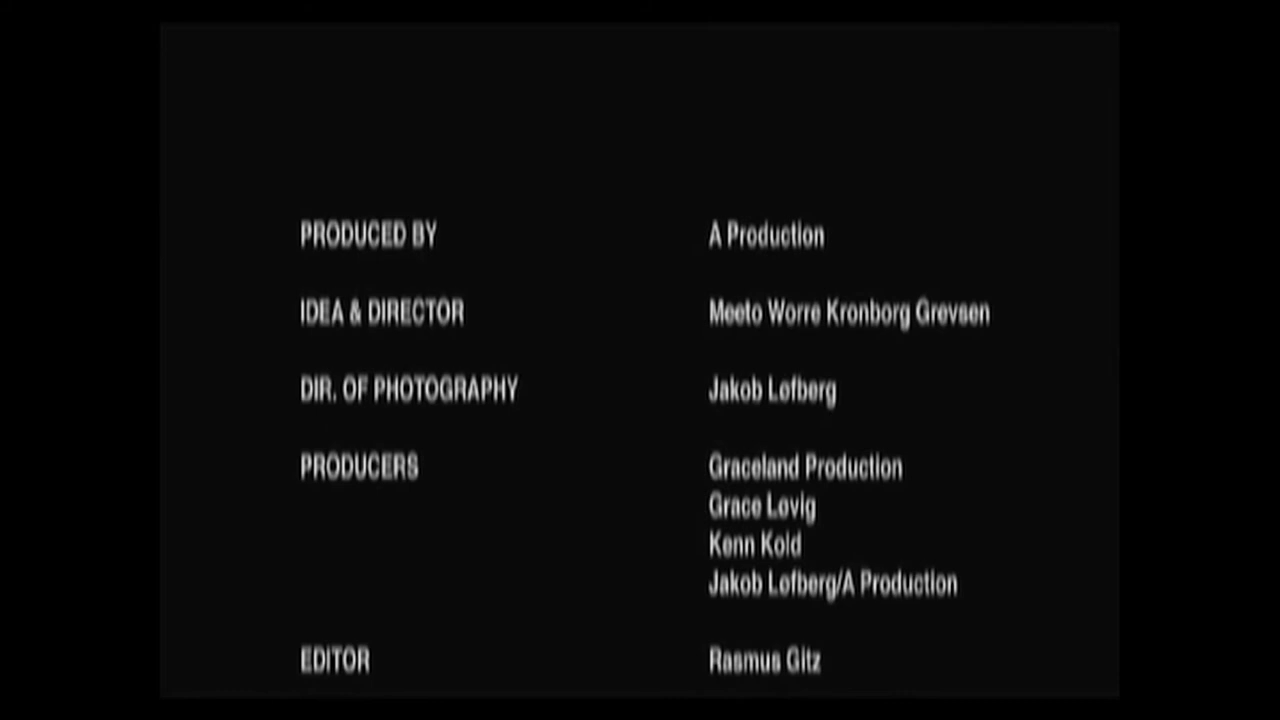 PRODUCED BY A Production
IDEA & DIRECTOR Meeto Worre Kronborg Grevsen
DIR. OF PHOTOGRAPHY Jakob Løfberg
PRODUCERS Graceland Production
Grace Løvig
Kenn Kold
Jakob Løfberg/A Production
EDITOR Rasmus Gitz